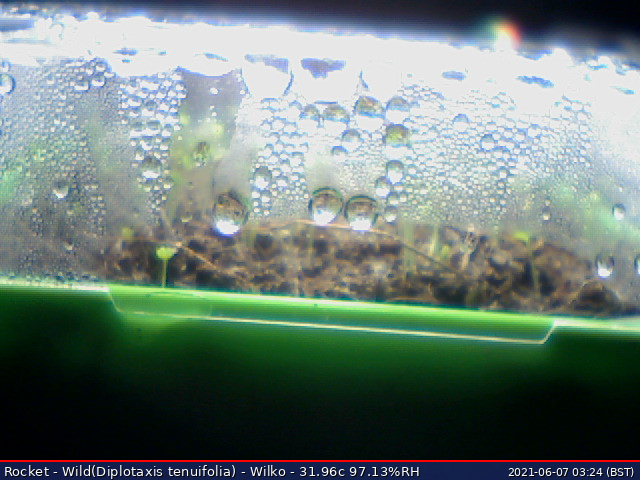 Rocket - Wild(Diplotaxis tenuifolia) - Wilko - 31.96c 97.13%RH 2021-06-07 03:24 (BST)